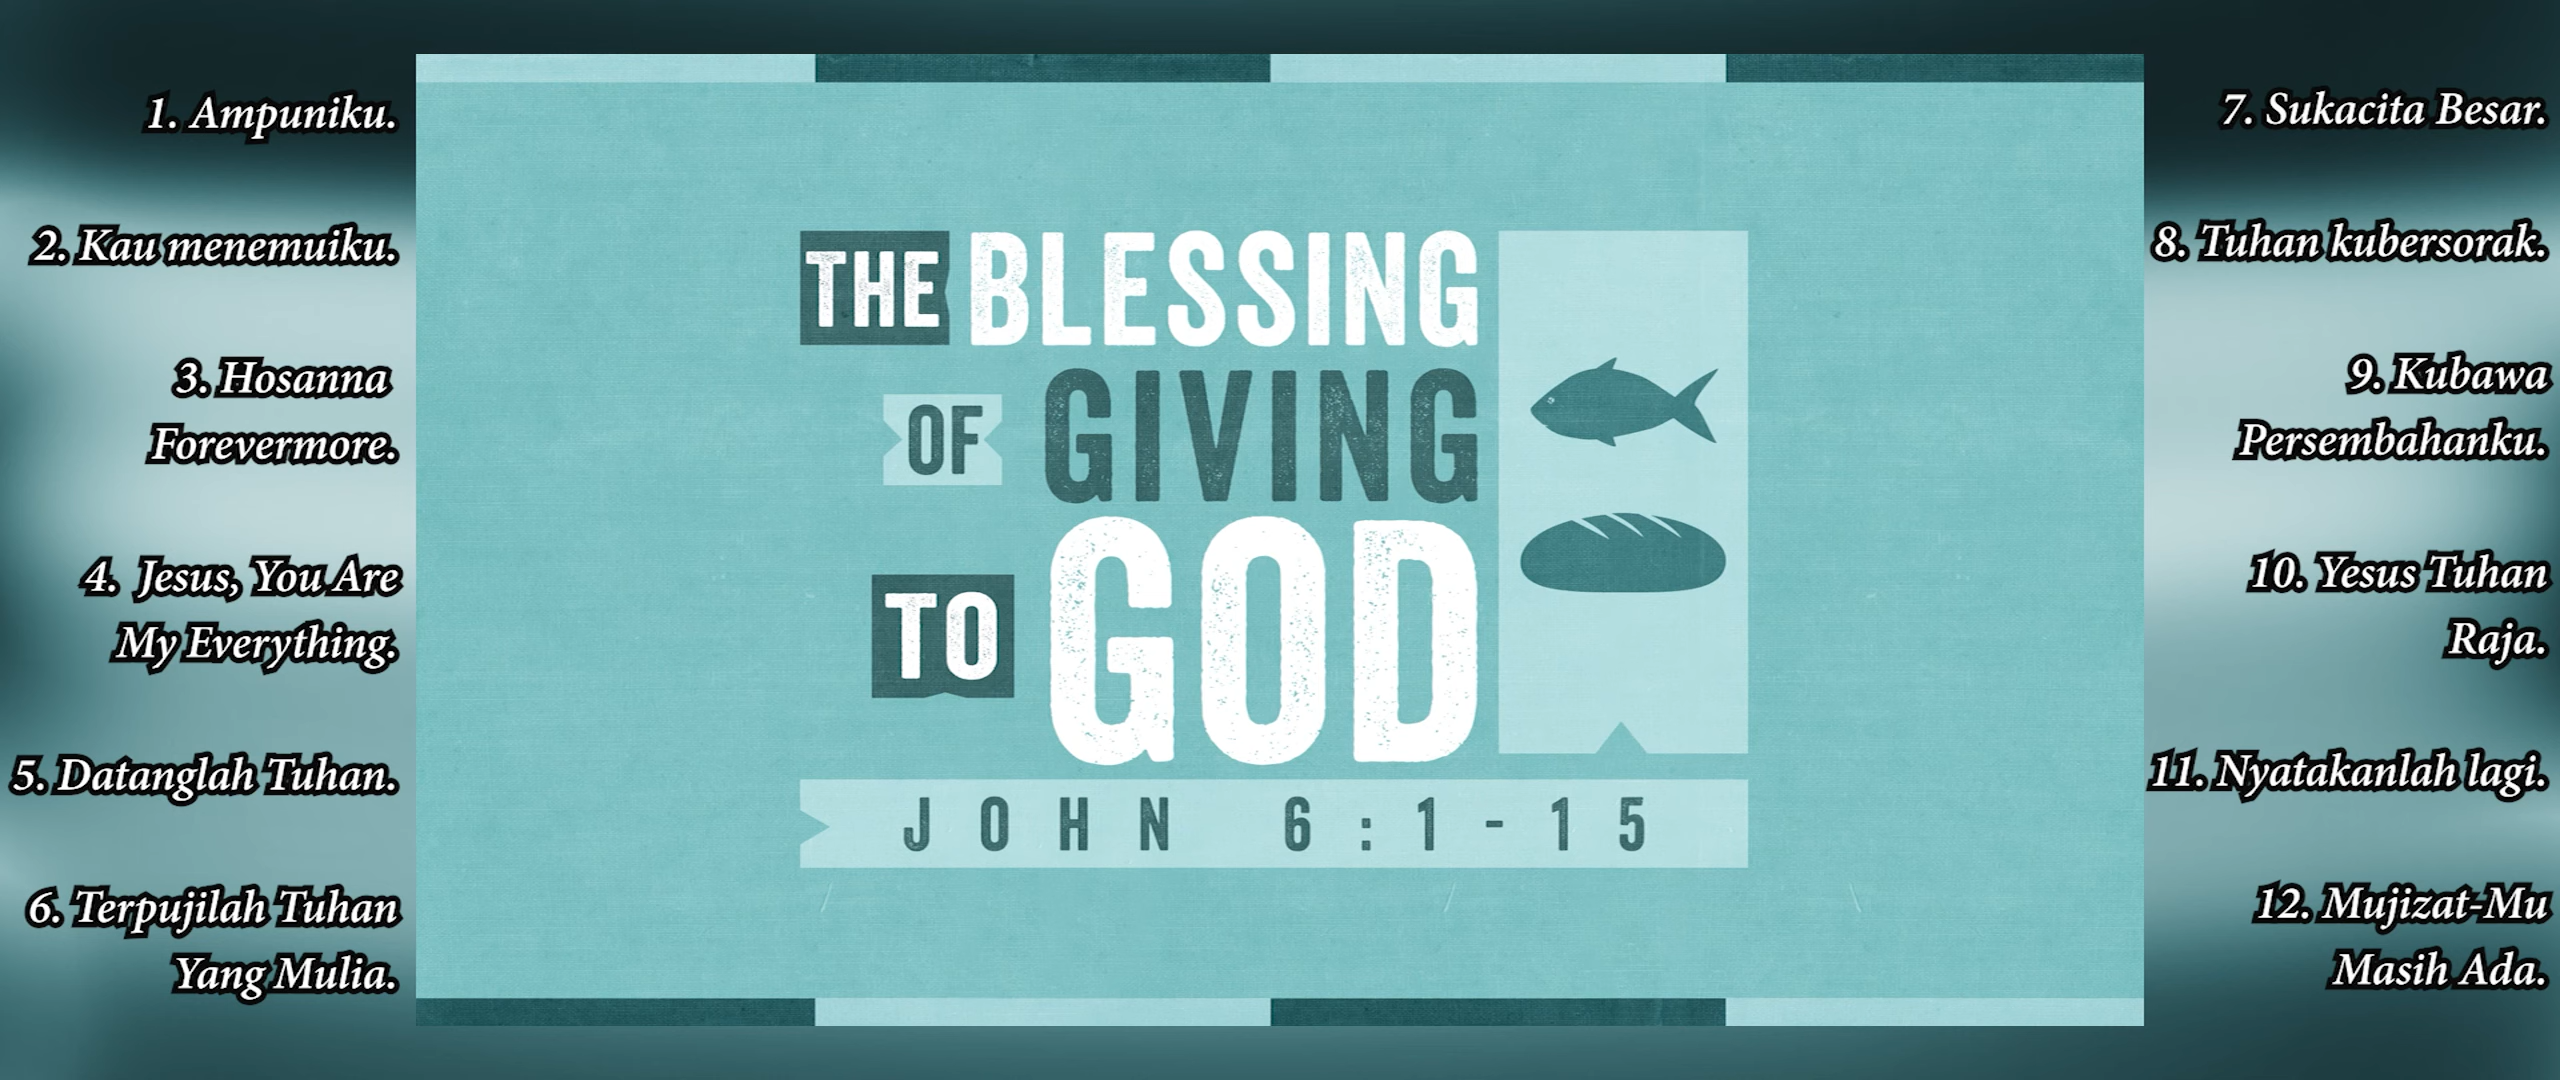 1. Ampuniku.
2. Kau menemuiku.
3. Hosanna
Forevermore.
4. Jesus, You Are
My Everything.
5. Datanglah Tuhan.
6. Terpujilah Tuhan
Yang Mulia.
THE BLESSING
OF GIVING
TO GOD
JOHN 6:1-15
7. Sukacita Besar.
8. Tuhan kubersorak.
9. Kubawa
Persembahanku.
10. Yesus Tuhan
Raja.
11. Nyatakanlah lagi.
12. Mujizat-Mu
Masih Ada.